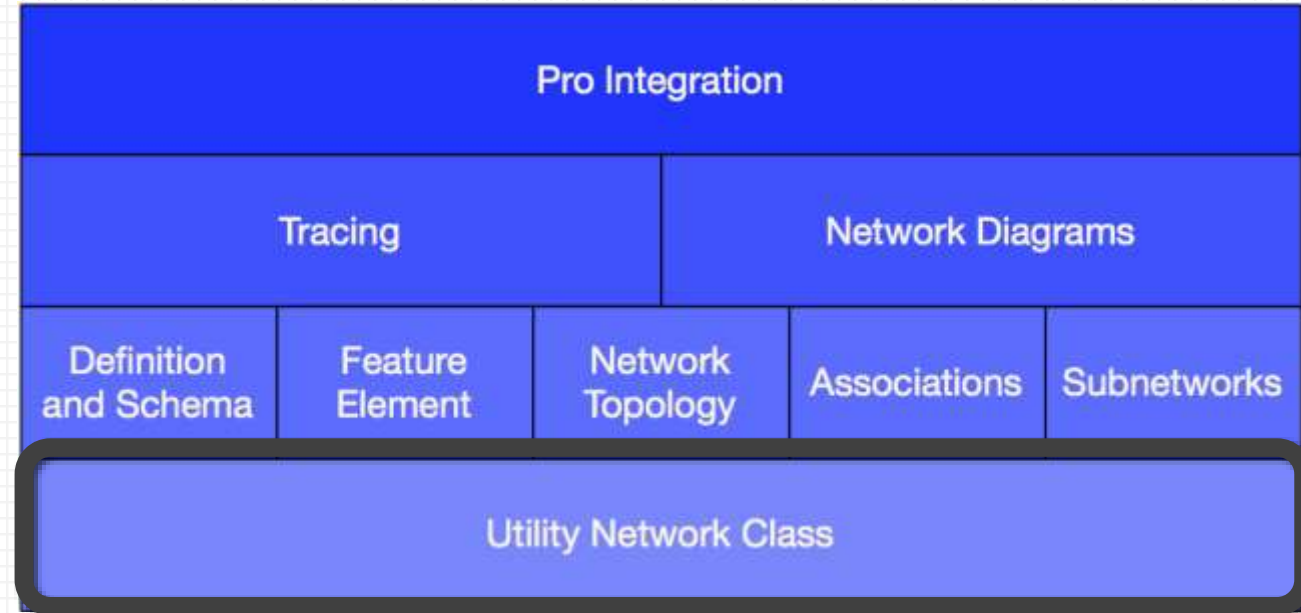 Pro Integration
Tracing
Network Diagrams
Definition
and Schema
Feature
Element
Network
Topology
Associations
Subnetworks
Utility Network Class